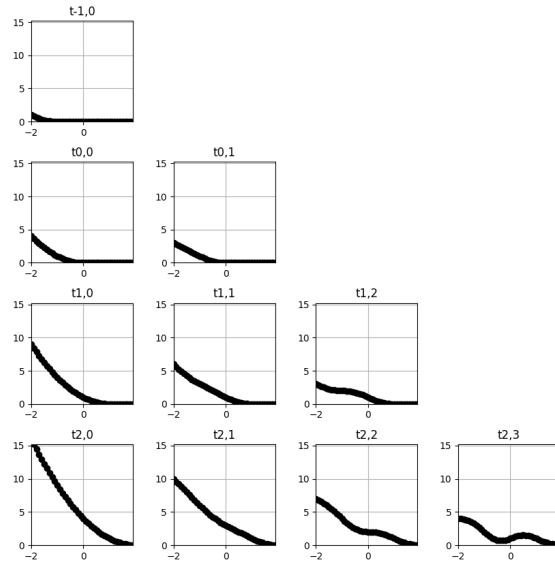 t-1,0
15
10
5
0
−2 0
t0,0 t0,1
15 15
10 10
5 5
0 0
−2 0 −2 0
t1,0 t1,1 t1,2
15 15 15
10 10 10
5 5 5
0 0 0
−2 0 −2 0 −2 0
t2,0 t2,1 t2,2 t2,3
15 15 15 15
10 10 10 10
5 5 5 5
0 0 0 0
−2 0 −2 0 −2 0 −2 0